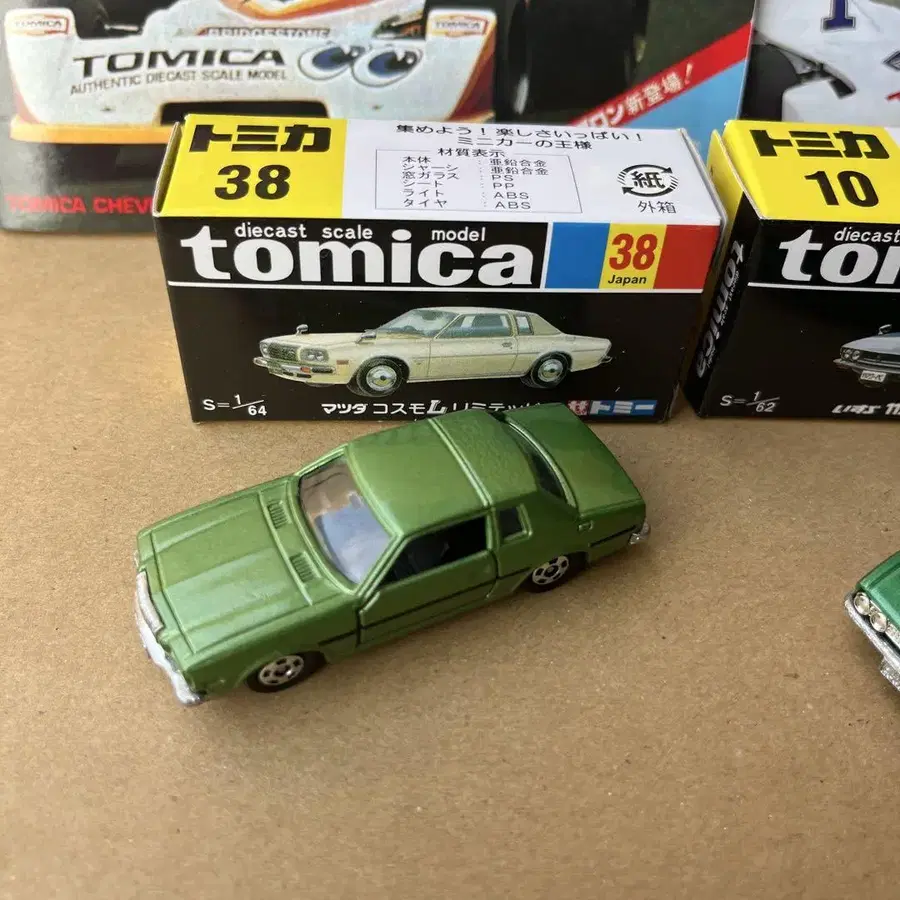 TOMICA
TOMICA
BRIDGESTONE
TOMICA
AUTHENTIC DIECAST SCALE MODEL
ロン新登場！
TOMICA CHEV
トミカ
38
集めよう！楽しさいっぱい！
ミニカーの王様
材質表示
本体 : 亜鉛合金
シャーシ : 亜鉛合金
窓ガラス : PS
シート : PP
ライト : ABS
タイヤ : ABS
紙
外箱
diecast scale model
tomica
38
Japan
S=1/64
マツダ コスモL リミテッド
トミー
トミカ
10
diecast
to
tomica
S=1/62
いすゞ